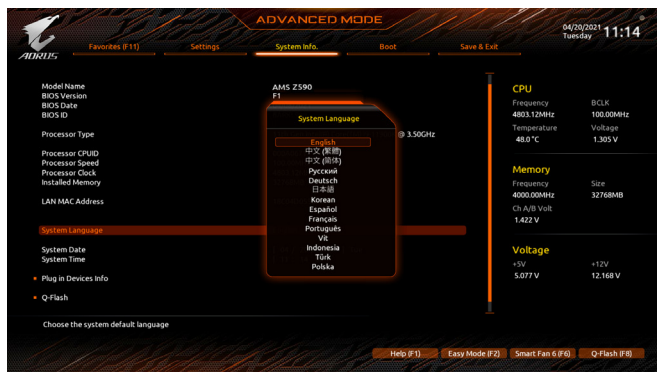 ADVANCED MODE
04/20/2021 Tuesday 11:14
AORUS
Favorites (F11) Settings System Info. Boot Save & Exit
Model Name AMS Z590
BIOS Version F1
BIOS Date
BIOS ID
Processor Type @ 3.50GHz
Processor CPUID
Processor Speed
Processor Clock
Installed Memory
LAN MAC Address
System Language
System Date
System Time
Plug in Devices Info
Q-Flash
System Language
English
中文 (繁體)
中文 (简体)
Русский
Deutsch
日本語
Korean
Español
Français
Português
Vit
Indonesia
Türk
Polska
CPU
Frequency BCLK
4803.12MHz 100.00MHz
Temperature Voltage
48.0 °C 1.305 V
Memory
Frequency Size
4000.00MHz 32768MB
Ch A/B Volt
1.422 V
Voltage
+5V +12V
5.077 V 12.168 V
Choose the system default language
Help (F1) Easy Mode (F2) Smart Fan 6 (F6) Q-Flash (F8)